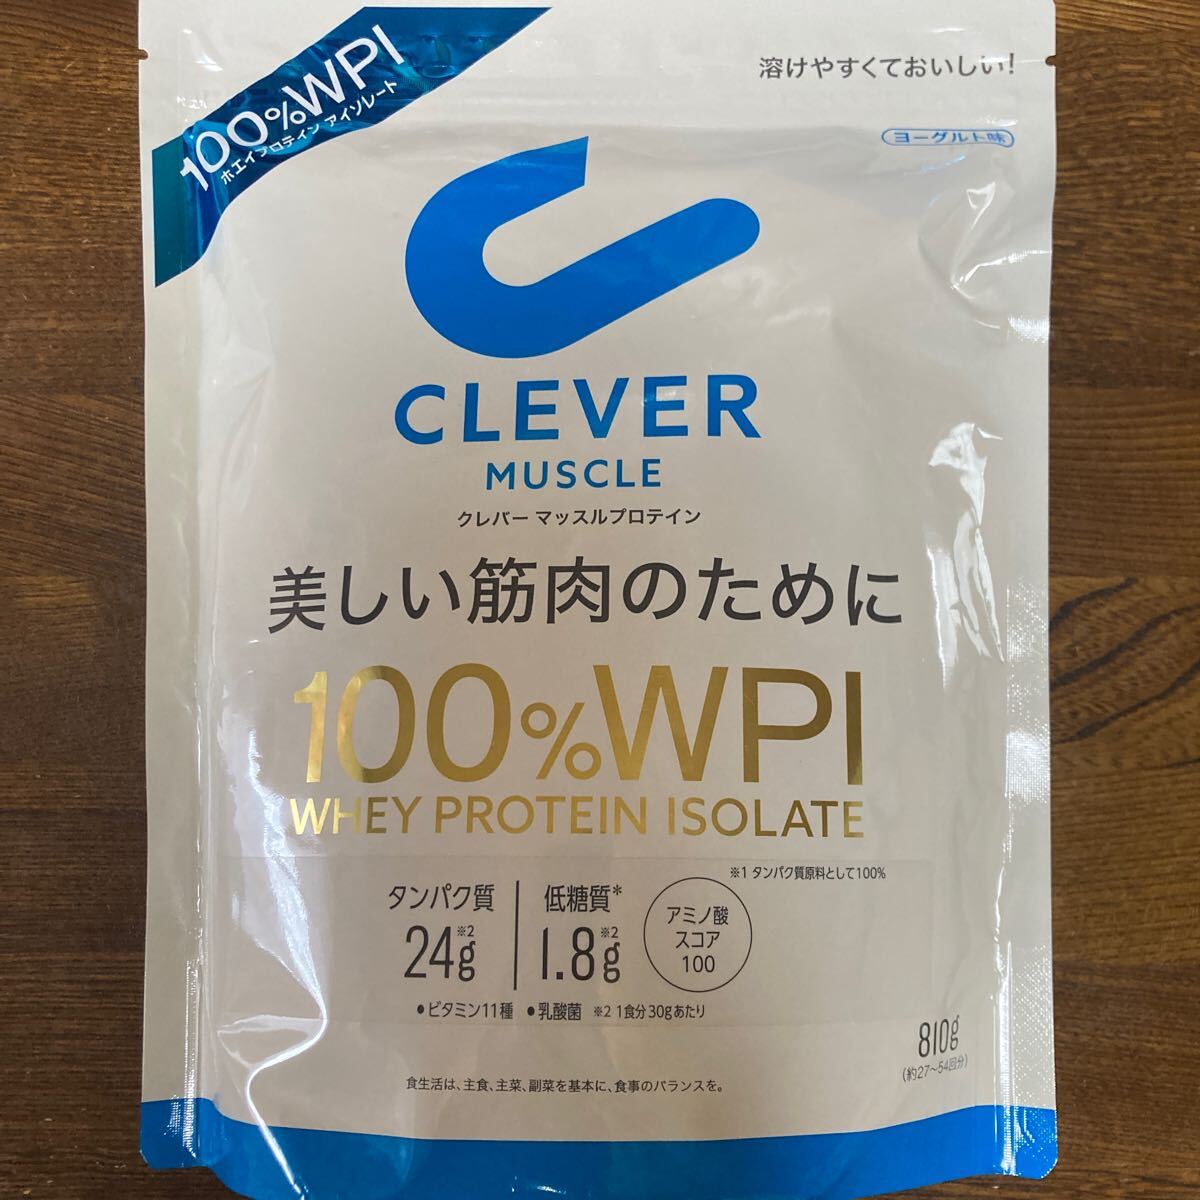 100%WPI
ホエイプロテイン アイソレート
溶けやすくておいしい!
ヨーグルト味
CLEVER
MUSCLE
クレバー マッスルプロテイン
美しい筋肉のために
100%WPI
WHEY PROTEIN ISOLATE
※1 タンパク質原料として100%
タンパク質
24g※2
低糖質*
1.8g※2
アミノ酸
スコア
100
●ビタミン11種 ●乳酸菌 ※2 1食分30gあたり
810g
(約27〜54回分)
食生活は、主食、主菜、副菜を基本に、食事のバランスを。